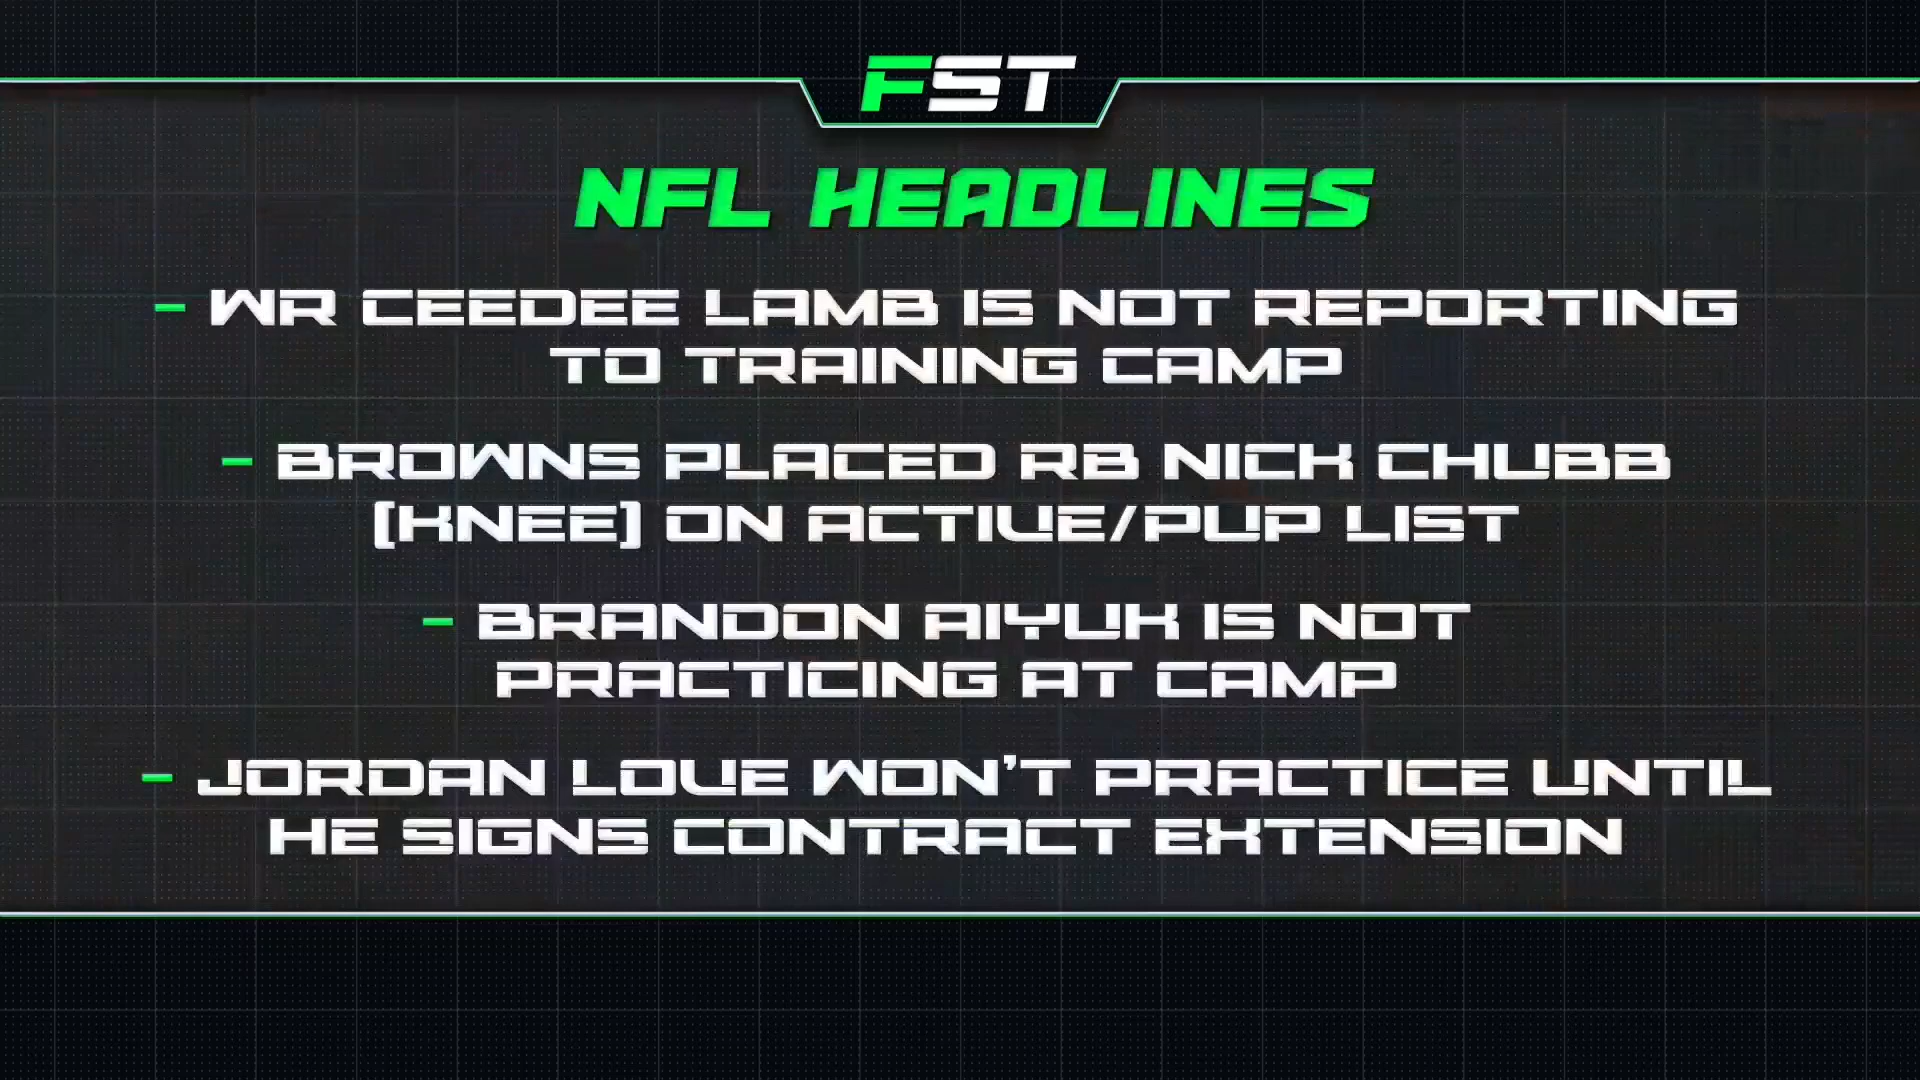 FST
NFL HEADLINES
- WR CEEDEE LAMB IS NOT REPORTING
TO TRAINING CAMP
- BROWNS PLACED RB NICK CHUBB
(KNEE) ON ACTIVE/PUP LIST
- BRANDON AIYUK IS NOT
PRACTICING AT CAMP
- JORDAN LOVE WON'T PRACTICE UNTIL
HE SIGNS CONTRACT EXTENSION